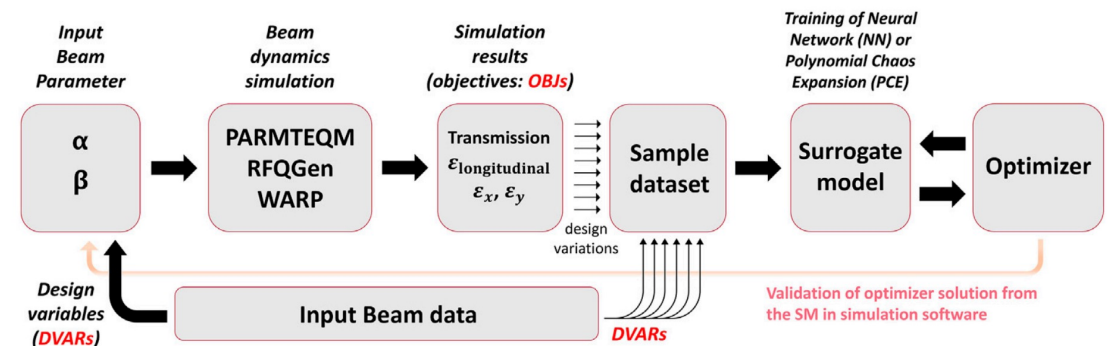 Input
Beam
Parameter
Beam
dynamics
simulation
Simulation
results
(objectives: OBJs)
Training of Neural
Network (NN) or
Polynomial Chaos
Expansion (PCE)
α
β
PARMTEQM
RFQGen
WARP
Transmission
εlongitudinal
εx, εy
Sample
dataset
Surrogate
model
Optimizer
design
variations
Design
variables
(DVARs)
Input Beam data
DVARs
Validation of optimizer solution from
the SM in simulation software